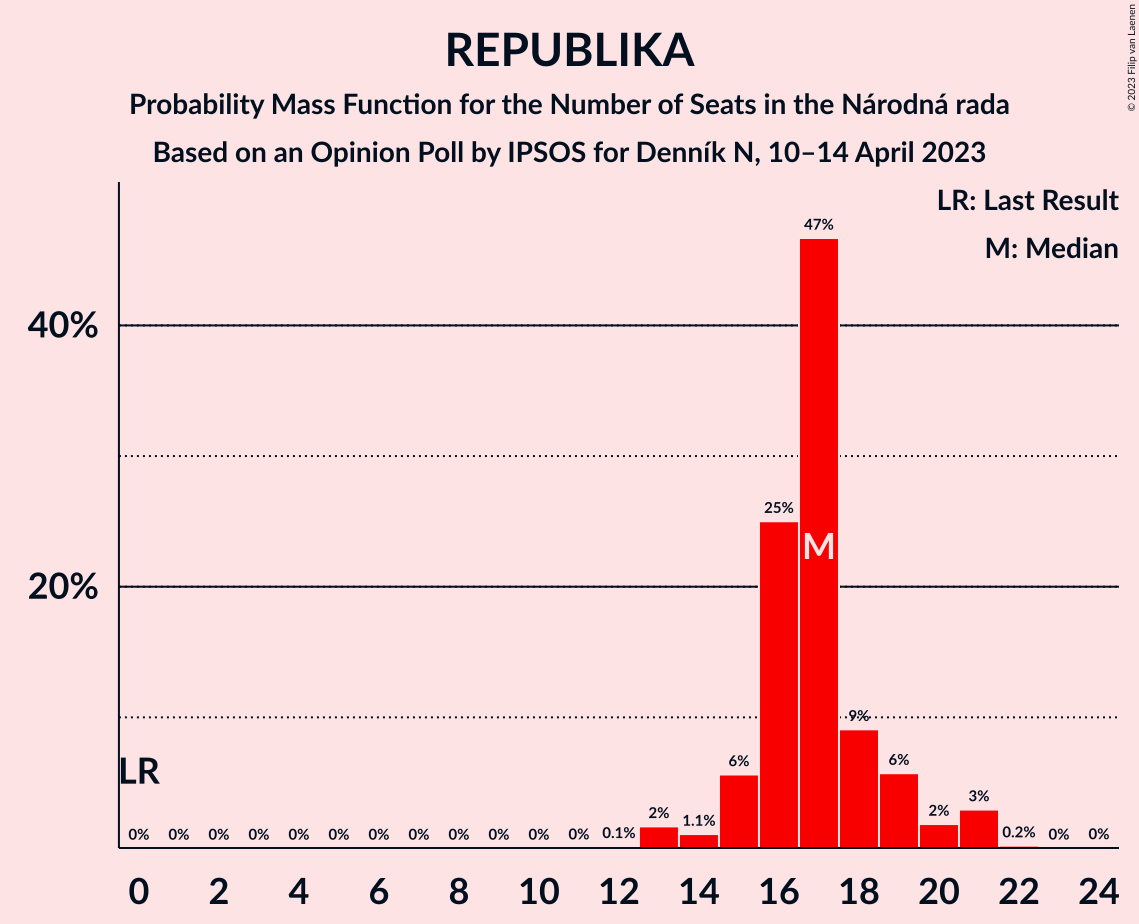 REPUBLIKA
Probability Mass Function for the Number of Seats in the Národná rada
Based on an Opinion Poll by IPSOS for Denník N, 10–14 April 2023
© 2023 Filip van Laenen
LR: Last Result
M: Median
47%
40%
25%
M
20%
9%
LR
6%
6%
3%
2%
2%
1.1%
0% 0% 0% 0% 0% 0% 0% 0% 0% 0% 0% 0% 0.1% 0.2% 0% 0%
0 2 4 6 8 10 12 14 16 18 20 22 24